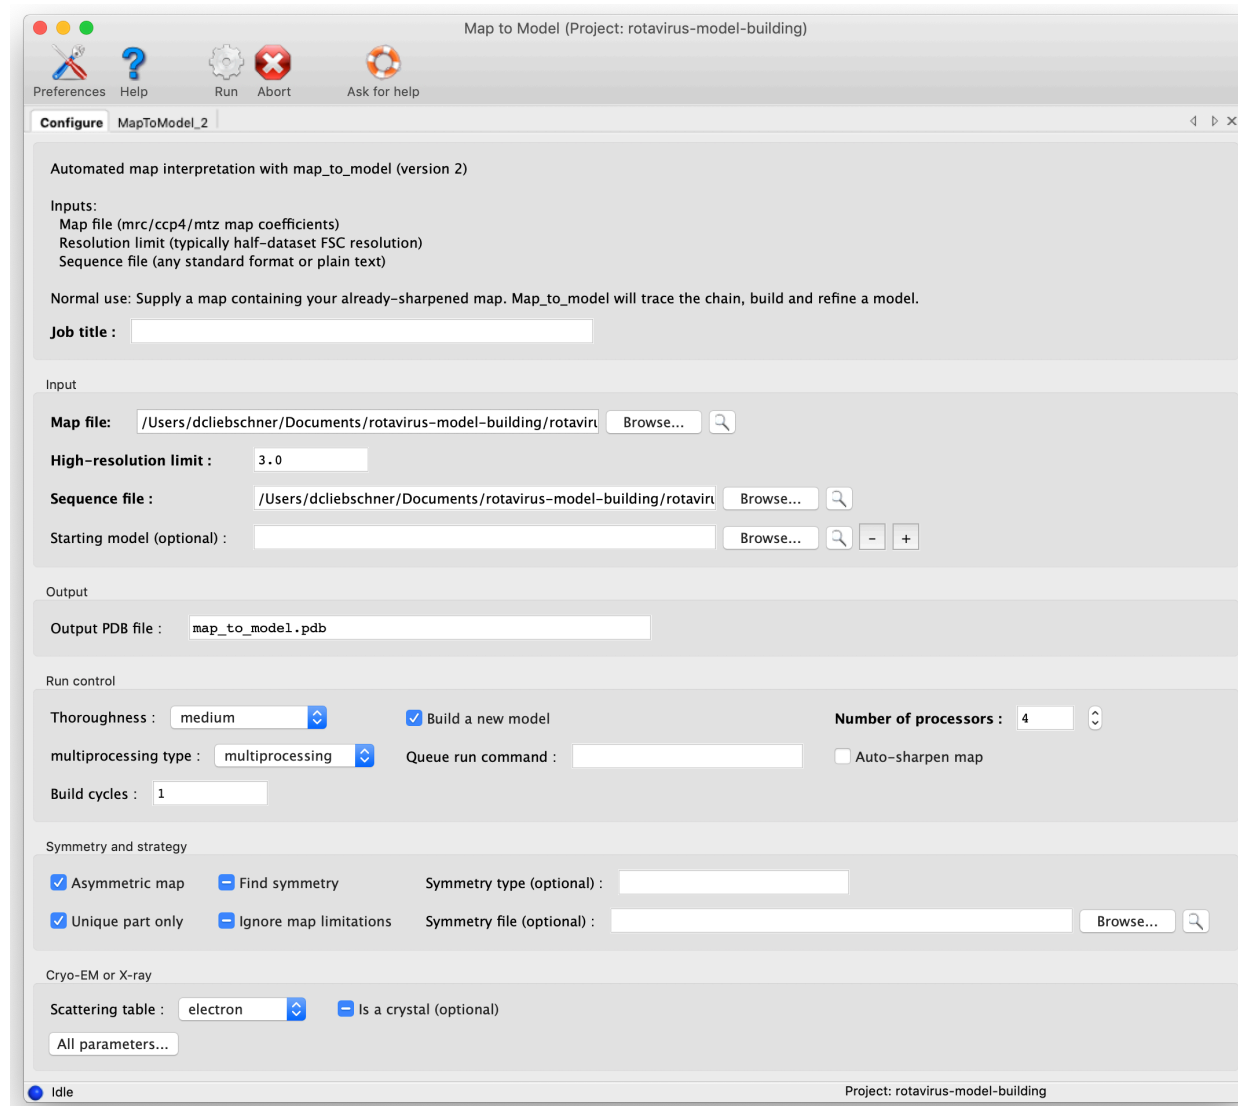 Map to Model (Project: rotavirus-model-building)
Preferences Help Run Abort Ask for help
Configure MapToModel_2
Automated map interpretation with map_to_model (version 2)
Inputs:
Map file (mrc/ccp4/mtz map coefficients)
Resolution limit (typically half-dataset FSC resolution)
Sequence file (any standard format or plain text)
Normal use: Supply a map containing your already-sharpened map. Map_to_model will trace the chain, build and refine a model.
Job title :
Input
Map file: /Users/dcliebschner/Documents/rotavirus-model-building/rotaviru Browse...
High-resolution limit : 3.0
Sequence file : /Users/dcliebschner/Documents/rotavirus-model-building/rotaviru Browse...
Starting model (optional) : Browse... - +
Output
Output PDB file : map_to_model.pdb
Run control
Thoroughness : medium Build a new model Number of processors : 4
multiprocessing type : multiprocessing Queue run command : Auto-sharpen map
Build cycles : 1
Symmetry and strategy
Asymmetric map Find symmetry Symmetry type (optional) :
Unique part only Ignore map limitations Symmetry file (optional) : Browse...
Cryo-EM or X-ray
Scattering table : electron Is a crystal (optional)
All parameters...
Idle Project: rotavirus-model-building